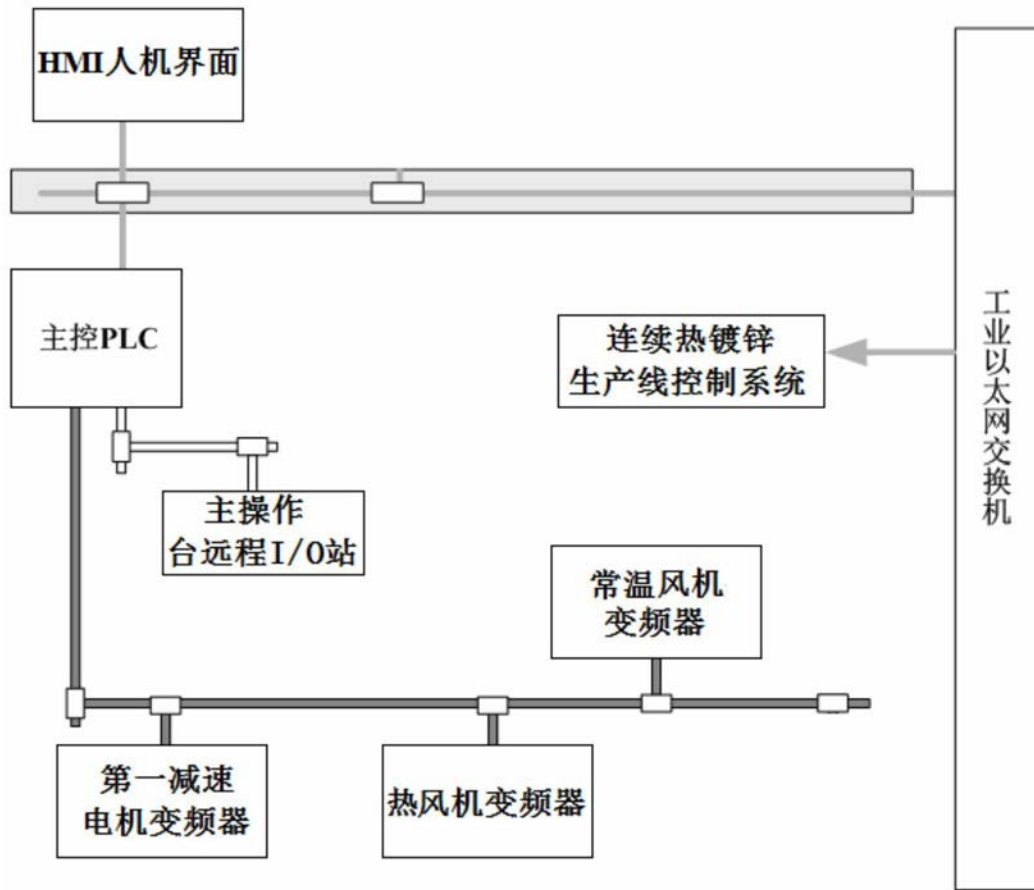 HMI人机界面
主控PLC
连续热镀锌
生产线控制系统
工业以太网交换机
主操作
台远程I/O站
常温风机
变频器
第一减速
电机变频器
热风机变频器